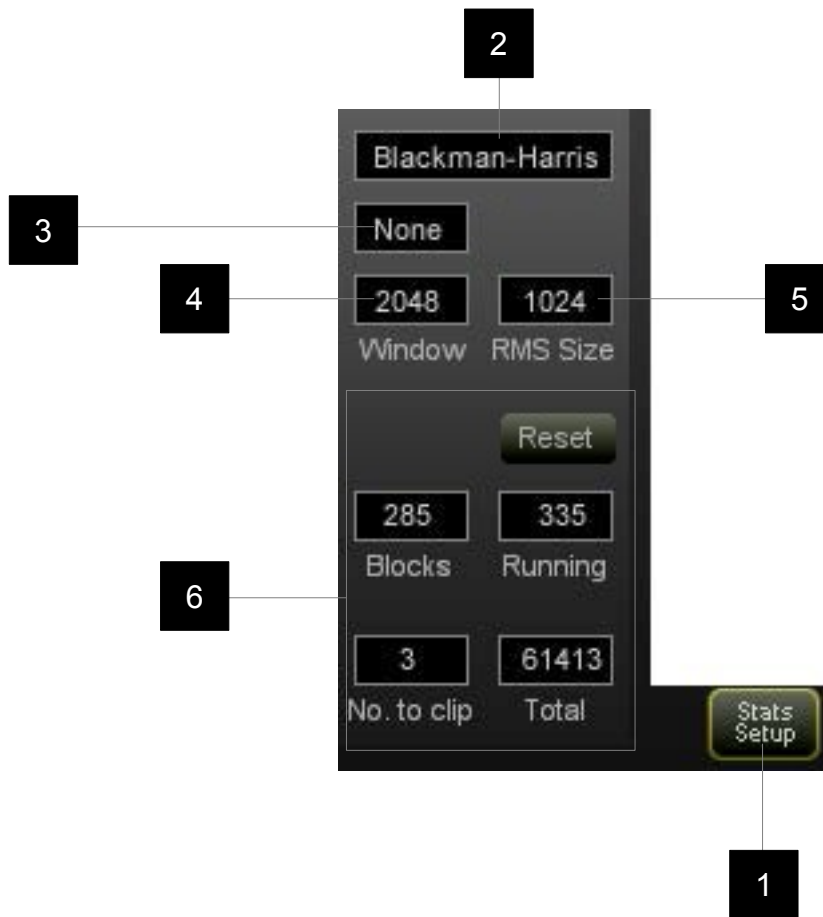 2
Blackman-Harris
3
None
4
2048
1024
5
Window
RMS Size
Reset
285
335
Blocks
Running
6
3
61413
No. to clip
Total
Stats
Setup
1